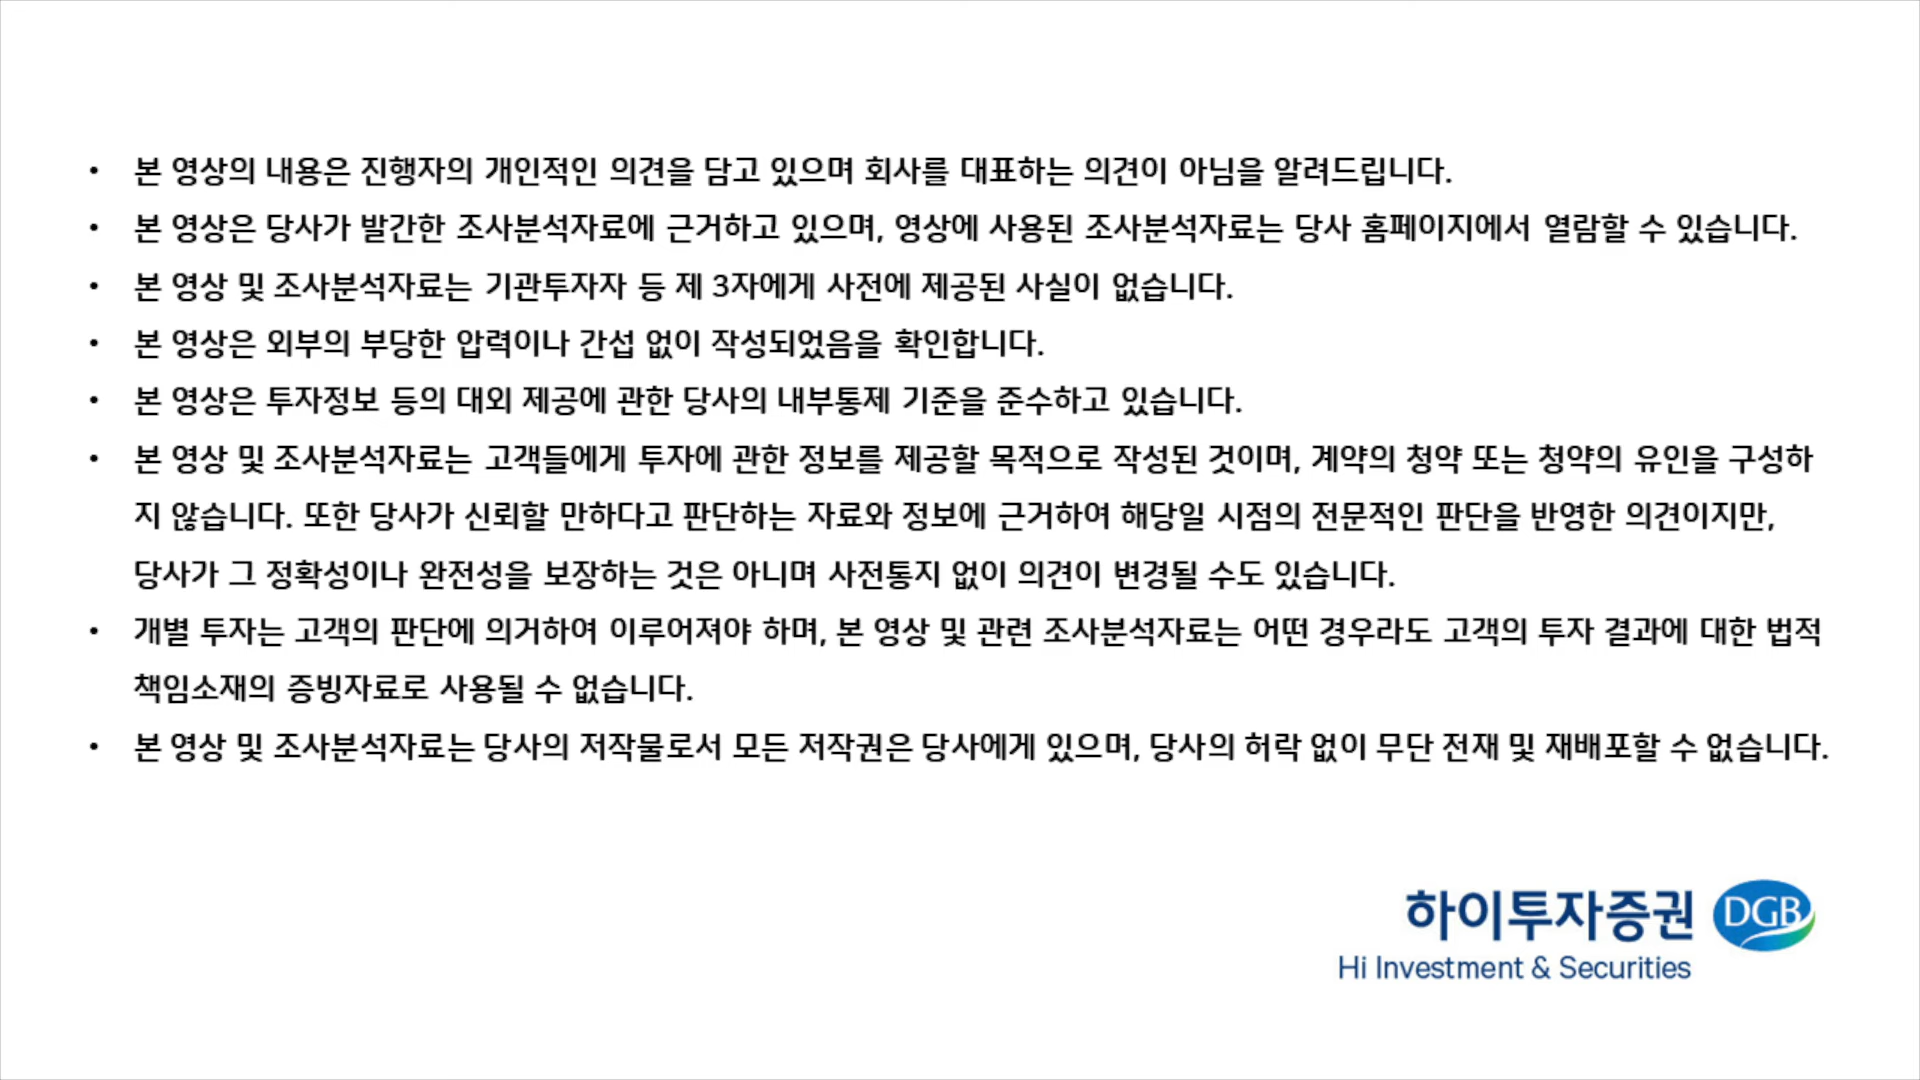 • 본 영상의 내용은 진행자의 개인적인 의견을 담고 있으며 회사를 대표하는 의견이 아님을 알려드립니다.
• 본 영상은 당사가 발간한 조사분석자료에 근거하고 있으며, 영상에 사용된 조사분석자료는 당사 홈페이지에서 열람할 수 있습니다.
• 본 영상 및 조사분석자료는 기관투자자 등 제 3자에게 사전에 제공된 사실이 없습니다.
• 본 영상은 외부의 부당한 압력이나 간섭 없이 작성되었음을 확인합니다.
• 본 영상은 투자정보 등의 대외 제공에 관한 당사의 내부통제 기준을 준수하고 있습니다.
• 본 영상 및 조사분석자료는 고객들에게 투자에 관한 정보를 제공할 목적으로 작성된 것이며, 계약의 청약 또는 청약의 유인을 구성하
지 않습니다. 또한 당사가 신뢰할 만하다고 판단하는 자료와 정보에 근거하여 해당일 시점의 전문적인 판단을 반영한 의견이지만,
당사가 그 정확성이나 완전성을 보장하는 것은 아니며 사전통지 없이 의견이 변경될 수도 있습니다.
• 개별 투자는 고객의 판단에 의거하여 이루어져야 하며, 본 영상 및 관련 조사분석자료는 어떤 경우라도 고객의 투자 결과에 대한 법적
책임소재의 증빙자료로 사용될 수 없습니다.
• 본 영상 및 조사분석자료는 당사의 저작물로서 모든 저작권은 당사에게 있으며, 당사의 허락 없이 무단 전재 및 재배포할 수 없습니다.
하이투자증권 DGB
Hi Investment & Securities